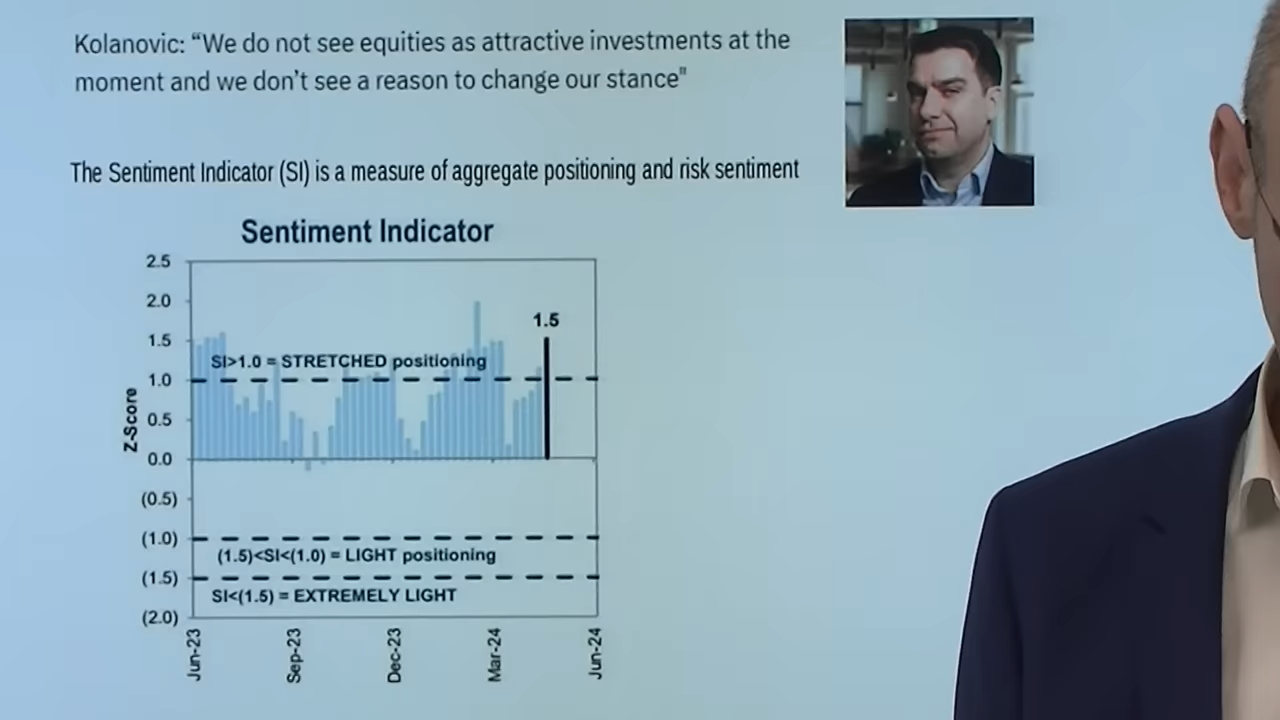 Kolanovic: “We do not see equities as attractive investments at the
moment and we don’t see a reason to change our stance"
The Sentiment Indicator (SI) is a measure of aggregate positioning and risk sentiment
Sentiment Indicator
2.5
2.0
1.5
1.0
0.5
0.0
(0.5)
(1.0)
(1.5)
(2.0)
Z-Score
1.5
SI>1.0 = STRETCHED positioning
(1.5)<SI<(1.0) = LIGHT positioning
SI<(1.5) = EXTREMELY LIGHT
Jun-23
Sep-23
Dec-23
Mar-24
Jun-24